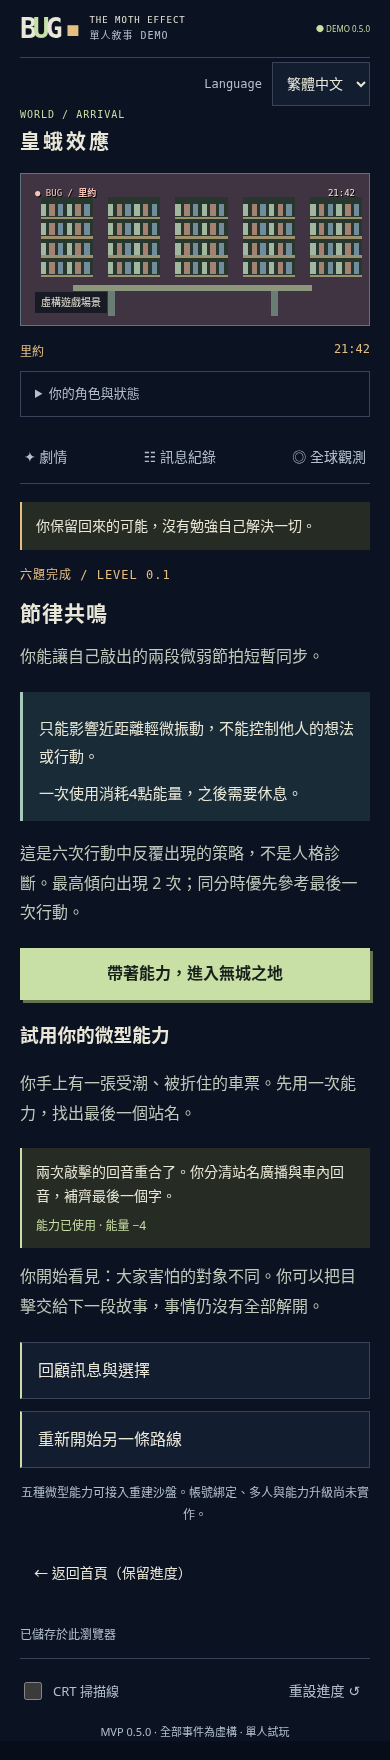 BUG
THE MOTH EFFECT
單人敘事 DEMO
● DEMO 0.5.0
Language 繁體中文
WORLD / ARRIVAL
皇蛾效應
● BUG / 里約
21:42
虛構遊戲場景
里約
21:42
▶ 你的角色與狀態
✦ 劇情
☷ 訊息紀錄
◎ 全球觀測
你保留回來的可能，沒有勉強自己解決一切。
六題完成 / LEVEL 0.1
節律共鳴
你能讓自己敲出的兩段微弱節拍短暫同步。
只能影響近距離輕微振動，不能控制他人的想法
或行動。
一次使用消耗4點能量，之後需要休息。
這是六次行動中反覆出現的策略，不是人格診
斷。最高傾向出現 2 次；同分時優先參考最後一
次行動。
帶著能力，進入無城之地
試用你的微型能力
你手上有一張受潮、被折住的車票。先用一次能
力，找出最後一個站名。
兩次敲擊的回音重合了。你分清站名廣播與車內回
音，補齊最後一個字。
能力已使用 · 能量 −4
你開始看見：大家害怕的對象不同。你可以把目
擊交給下一段故事，事情仍沒有全部解開。
回顧訊息與選擇
重新開始另一條路線
五種微型能力可接入重建沙盤。帳號綁定、多人與能力升級尚未實
作。
← 返回首頁（保留進度）
已儲存於此瀏覽器
CRT 掃描線
重設進度 ↺
MVP 0.5.0 · 全部事件為虛構 · 單人試玩